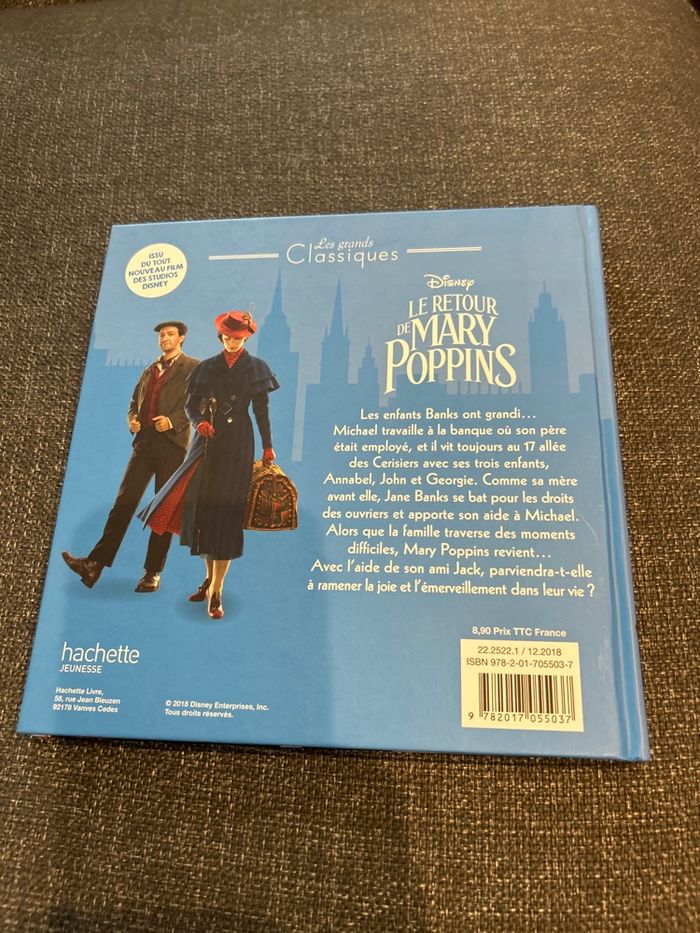 ISSU
DU TOUT
NOUVEAU FILM
DES STUDIOS
DISNEY
Les grands
Classiques
Disney
LE RETOUR
DE MARY
POPPINS
Les enfants Banks ont grandi...
Michael travaille à la banque où son père
était employé, et il vit toujours au 17 allée
des Cerisiers avec ses trois enfants,
Annabel, John et Georgie. Comme sa mère
avant elle, Jane Banks se bat pour les droits
des ouvriers et apporte son aide à Michael.
Alors que la famille traverse des moments
difficiles, Mary Poppins revient...
Avec l'aide de son ami Jack, parviendra-t-elle
à ramener la joie et l'émerveillement dans leur vie ?
8,90 Prix TTC France
22.2522.1 / 12.2018
ISBN 978-2-01-705503-7
9 782017 055037
hachette
JEUNESSE
Hachette Livre,
58, rue Jean Bleuzen
92178 Vanves Cedex
© 2018 Disney Enterprises, Inc.
Tous droits réservés.